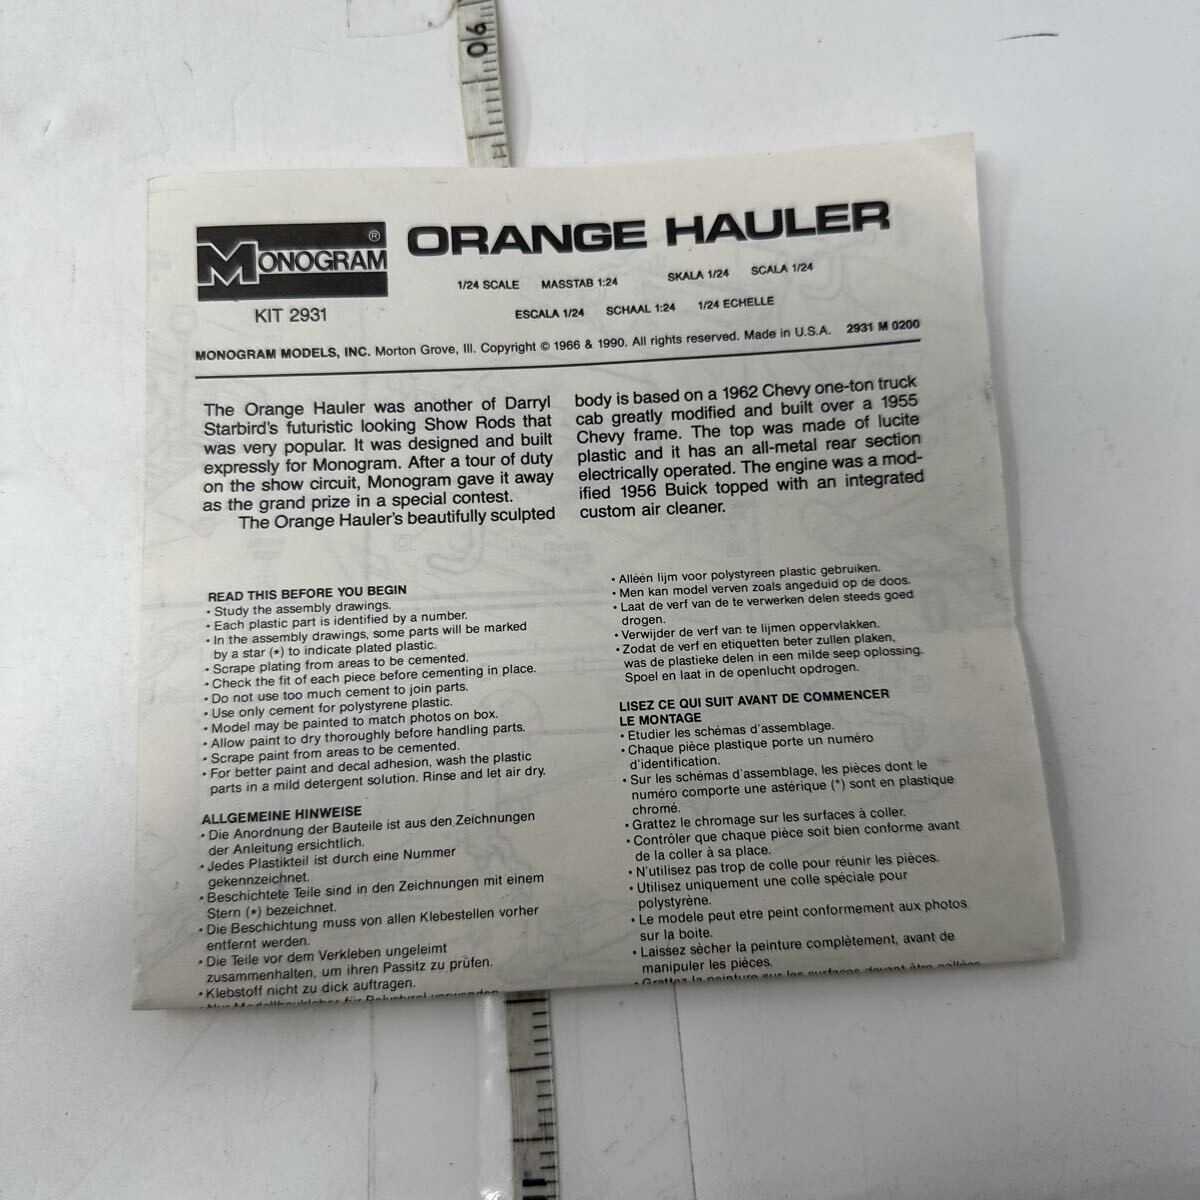 90
MONOGRAM®
KIT 2931
ORANGE HAULER
1/24 SCALE MASSTAB 1:24 SKALA 1/24 SCALA 1/24
ESCALA 1/24 SCHAAL 1:24 1/24 ECHELLE
MONOGRAM MODELS, INC. Morton Grove, Ill. Copyright © 1966 & 1990. All rights reserved. Made in U.S.A. 2931 M 0200
The Orange Hauler was another of Darryl
Starbird's futuristic looking Show Rods that
was very popular. It was designed and built
expressly for Monogram. After a tour of duty
on the show circuit, Monogram gave it away
as the grand prize in a special contest.
The Orange Hauler's beautifully sculpted
body is based on a 1962 Chevy one-ton truck
cab greatly modified and built over a 1955
Chevy frame. The top was made of lucite
plastic and it has an all-metal rear section
electrically operated. The engine was a mod-
ified 1956 Buick topped with an integrated
custom air cleaner.
READ THIS BEFORE YOU BEGIN
• Study the assembly drawings.
• Each plastic part is identified by a number.
• In the assembly drawings, some parts will be marked
by a star (*) to indicate plated plastic.
• Scrape plating from areas to be cemented.
• Check the fit of each piece before cementing in place.
• Do not use too much cement to join parts.
• Use only cement for polystyrene plastic.
• Model may be painted to match photos on box.
• Allow paint to dry thoroughly before handling parts.
• Scrape paint from areas to be cemented.
• For better paint and decal adhesion, wash the plastic
parts in a mild detergent solution. Rinse and let air dry.
ALLGEMEINE HINWEISE
• Die Anordnung der Bauteile ist aus den Zeichnungen
der Anleitung ersichtlich.
• Jedes Plastikteil ist durch eine Nummer
gekennzeichnet.
• Beschichtete Teile sind in den Zeichnungen mit einem
Stern (*) bezeichnet.
• Die Beschichtung muss von allen Klebestellen vorher
entfernt werden.
• Die Teile vor dem Verkleben ungeleimt
zusammenhalten, um ihren Passitz zu prüfen.
• Klebstoff nicht zu dick auftragen.
• Nur Modellbaukleber für Polystyrol verwenden
• Alléén lijm voor polystyreen plastic gebruiken.
• Men kan model verven zoals angeduid op de doos.
• Laat de verf van de te verwerken delen steeds goed
drogen.
• Verwijder de verf van te lijmen oppervlakken.
• Zodat de verf en etiquetten beter zullen plaken,
was de plastieke delen in een milde seep oplossing.
Spoel en laat in de openlucht opdrogen.
LISEZ CE QUI SUIT AVANT DE COMMENCER
LE MONTAGE
• Etudier les schémas d'assemblage.
• Chaque pièce plastique porte un numéro
d'identification.
• Sur les schémas d'assemblage, les pièces dont le
numéro comporte une astérique (*) sont en plastique
chromé.
• Grattez le chromage sur les surfaces à coller.
• Contrôler que chaque pièce soit bien conforme avant
de la coller à sa place.
• N'utilisez pas trop de colle pour réunir les pièces.
• Utilisez uniquement une colle spéciale pour
polystyrène.
• Le modele peut etre peint conformement aux photos
sur la boite.
• Laissez sècher la peinture complètement, avant de
manipuler les pièces.
• Grattez la peinture sur les surfaces devant être collées